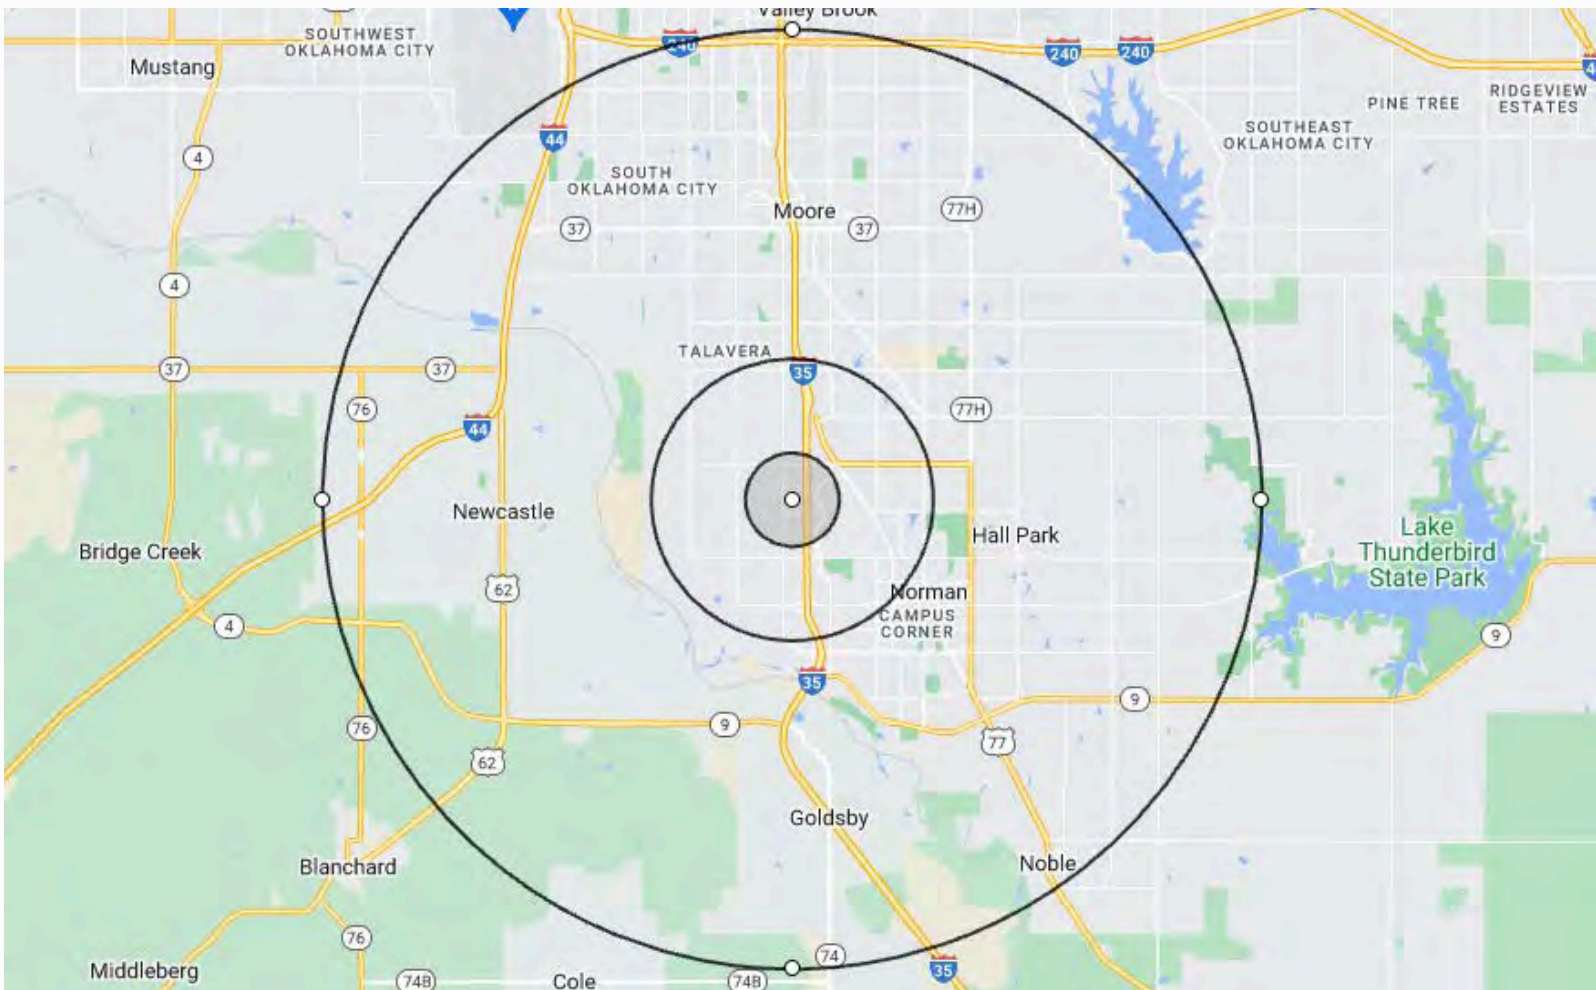 Valley Brook
SOUTHWEST
OKLAHOMA CITY
240
240
240
Mustang
RIDGEVIEW
ESTATES
PINE TREE
SOUTHEAST
OKLAHOMA CITY
44
4
SOUTH
OKLAHOMA CITY
Moore
77H
37
37
4
TALAVERA
37
37
35
76
77H
44
Newcastle
Hall Park
Lake
Thunderbird
State Park
Bridge Creek
62
Norman
CAMPUS
CORNER
4
9
35
9
76
9
77
62
Goldsby
Noble
Blanchard
76
74
Middleberg
35
74B
Cole
74B